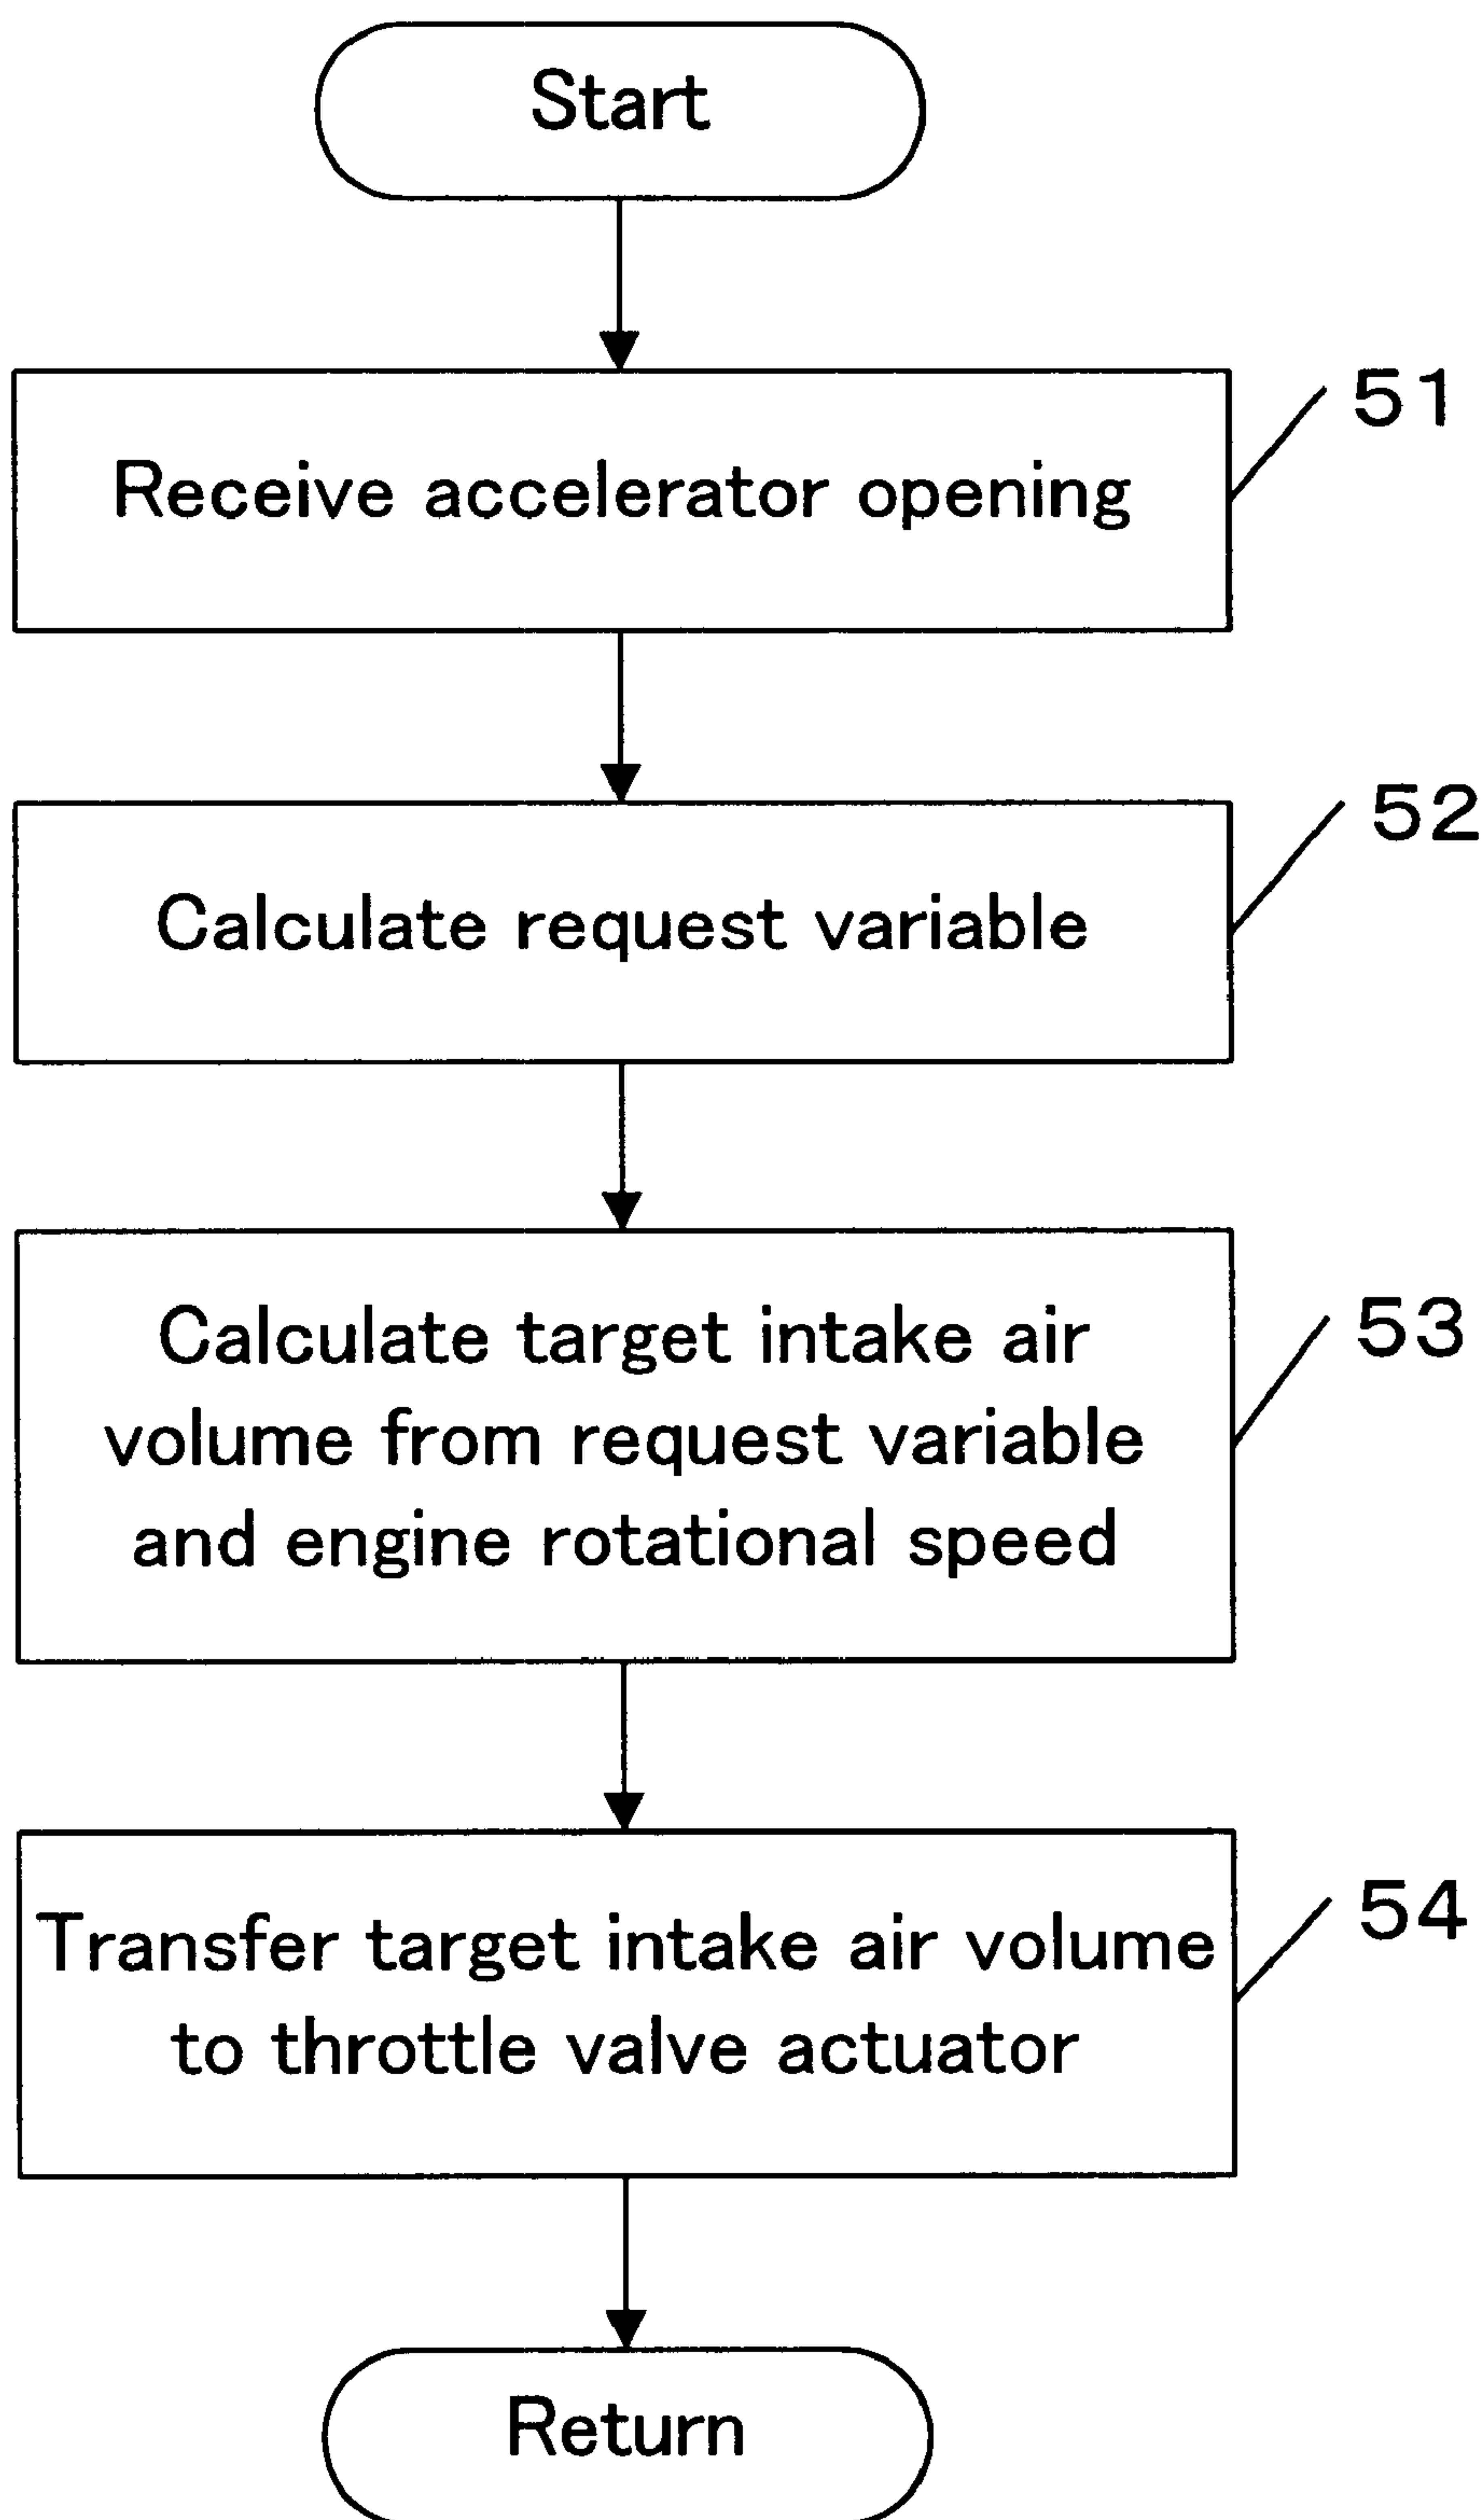 Start
51
Receive accelerator opening
52
Calculate request variable
53
Calculate target intake air
volume from request variable
and engine rotational speed
54
Transfer target intake air volume
to throttle valve actuator
Return